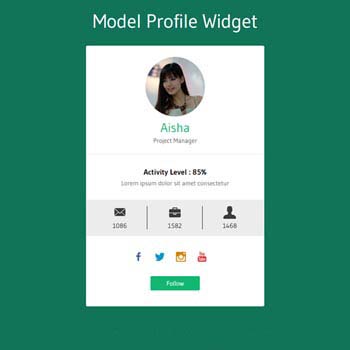 Model Profile Widget
Aisha
Project Manager
Activity Level : 85%
Lorem ipsum dolor sit amet consectetur
1086 1582 1468
Follow